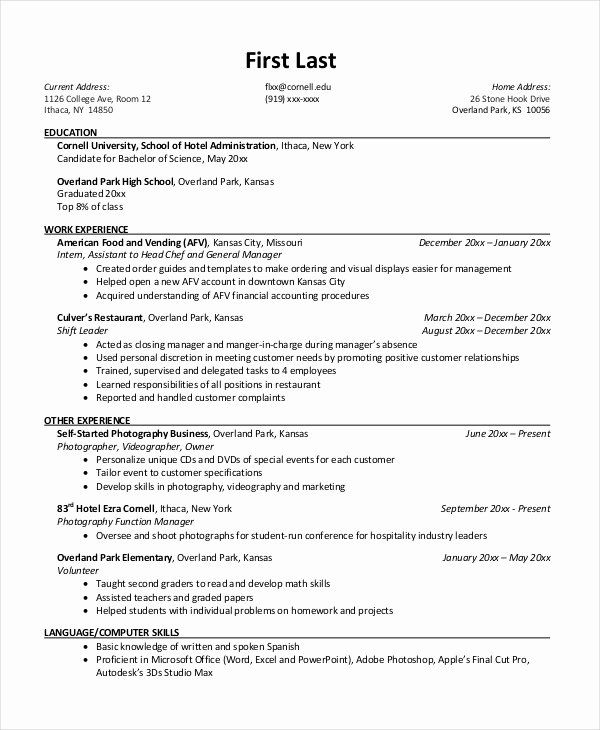 First Last
Current Address: flxx@cornell.edu Home Address:
1126 College Ave, Room 12 (919) xxx-xxxx 26 Stone Hook Drive
Ithaca, NY 14850 Overland Park, KS 10056
EDUCATION
Cornell University, School of Hotel Administration, Ithaca, New York
Candidate for Bachelor of Science, May 20xx
Overland Park High School, Overland Park, Kansas
Graduated 20xx
Top 8% of class
WORK EXPERIENCE
American Food and Vending (AFV), Kansas City, Missouri December 20xx – January 20xx
Intern, Assistant to Head Chef and General Manager
• Created order guides and templates to make ordering and visual displays easier for management
• Helped open a new AFV account in downtown Kansas City
• Acquired understanding of AFV financial accounting procedures
Culver's Restaurant, Overland Park, Kansas March 20xx – December 20xx
Shift Leader August 20xx – December 20xx
• Acted as closing manager and manger-in-charge during manager's absence
• Used personal discretion in meeting customer needs by promoting positive customer relationships
• Trained, supervised and delegated tasks to 4 employees
• Learned responsibilities of all positions in restaurant
• Reported and handled customer complaints
OTHER EXPERIENCE
Self-Started Photography Business, Overland Park, Kansas June 20xx – Present
Photographer, Videographer, Owner
• Personalize unique CDs and DVDs of special events for each customer
• Tailor event to customer specifications
• Develop skills in photography, videography and marketing
83rd Hotel Ezra Cornell, Ithaca, New York September 20xx - Present
Photography Function Manager
• Oversee and shoot photographs for student-run conference for hospitality industry leaders
Overland Park Elementary, Overland Park, Kansas January 20xx – May 20xx
Volunteer
• Taught second graders to read and develop math skills
• Assisted teachers and graded papers
• Helped students with individual problems on homework and projects
LANGUAGE/COMPUTER SKILLS
• Basic knowledge of written and spoken Spanish
• Proficient in Microsoft Office (Word, Excel and PowerPoint), Adobe Photoshop, Apple's Final Cut Pro,
Autodesk's 3Ds Studio Max